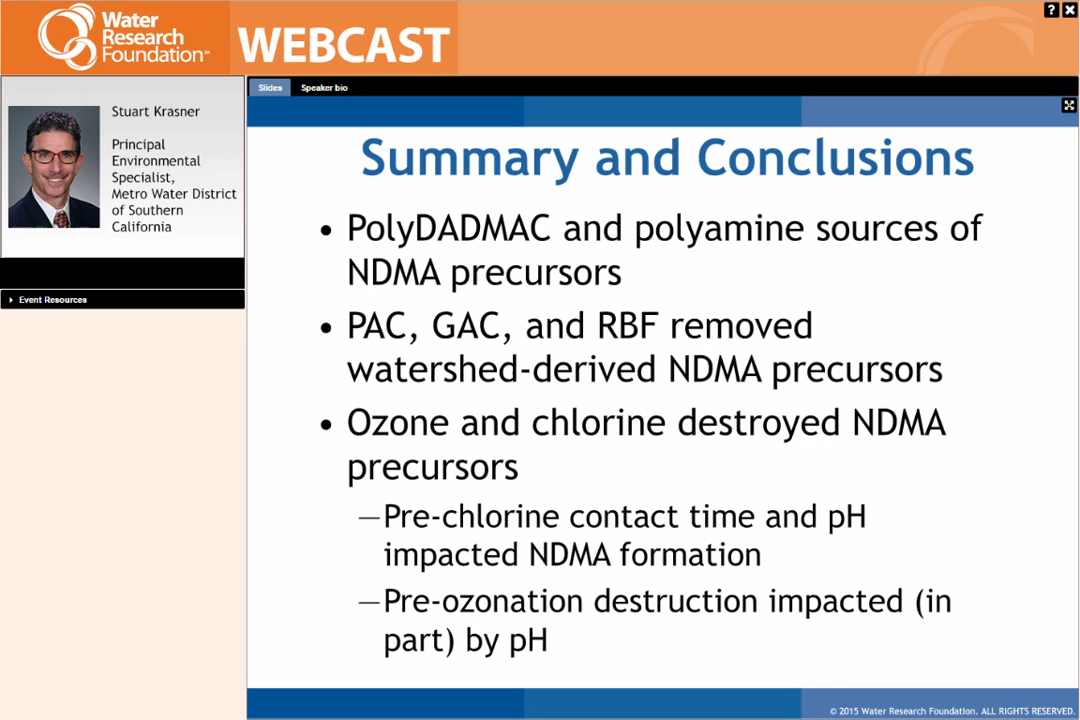 Water
Research
Foundation™
WEBCAST
Stuart Krasner
Principal
Environmental
Specialist,
Metro Water District
of Southern
California
Event Resources
Slides
Speaker bio
Summary and Conclusions
• PolyDADMAC and polyamine sources of
NDMA precursors
• PAC, GAC, and RBF removed
watershed-derived NDMA precursors
• Ozone and chlorine destroyed NDMA
precursors
—Pre-chlorine contact time and pH
impacted NDMA formation
—Pre-ozonation destruction impacted (in
part) by pH
© 2015 Water Research Foundation. ALL RIGHTS RESERVED.